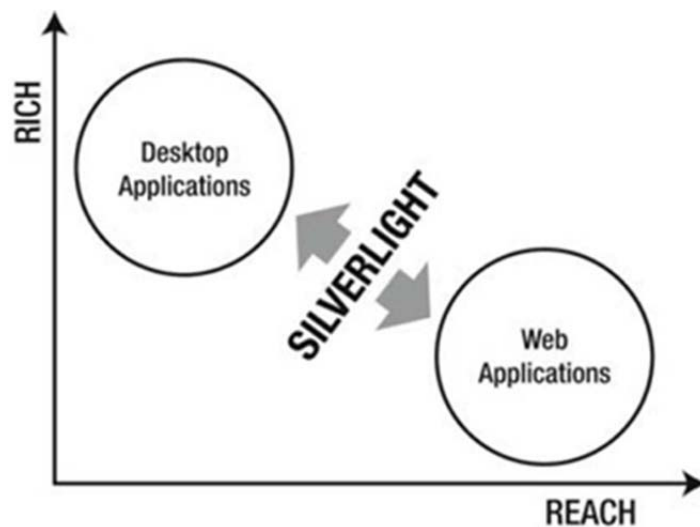 RICH
Desktop
Applications
SILVERLIGHT
Web
Applications
REACH